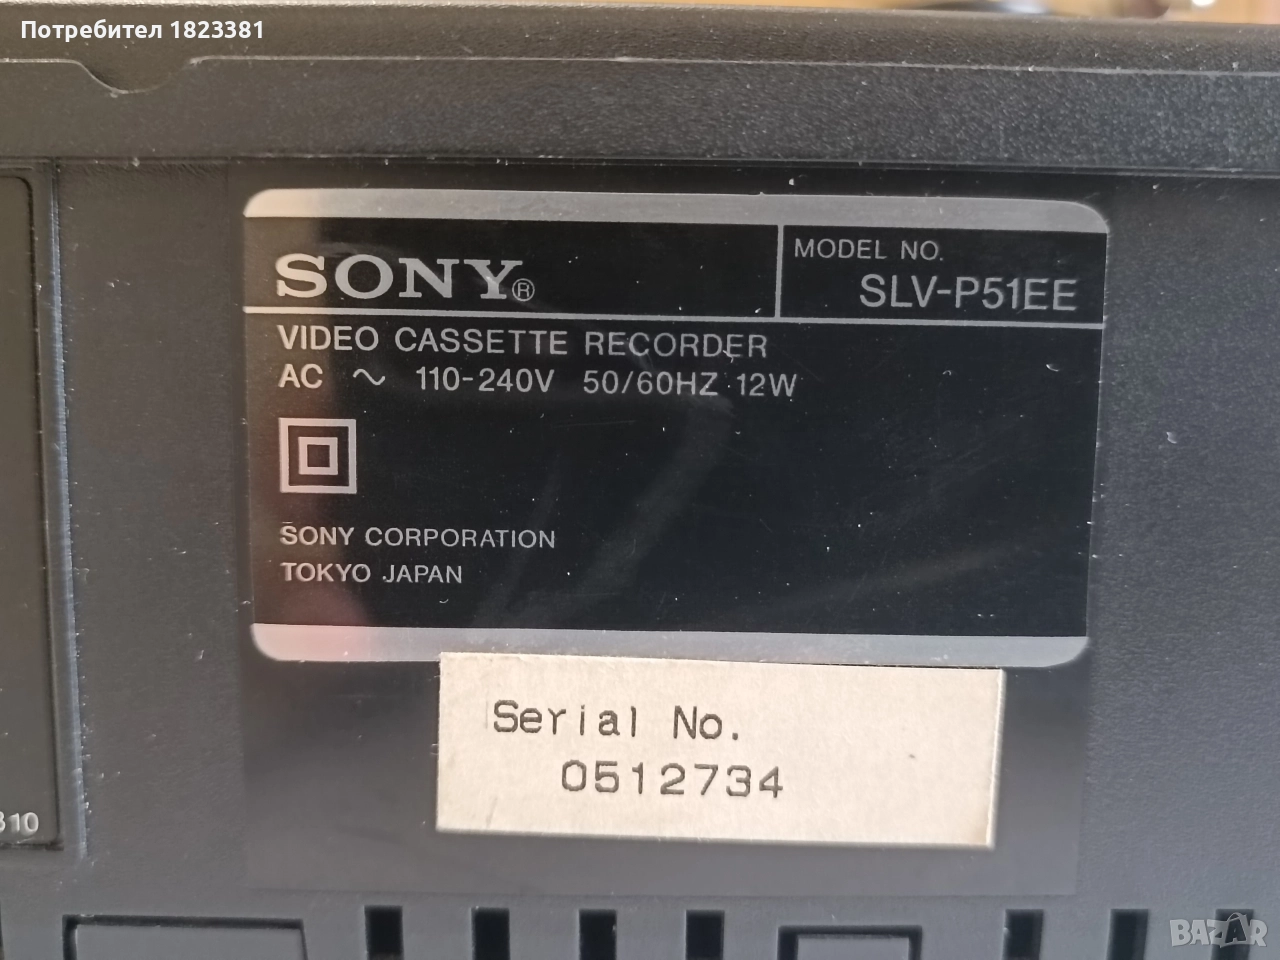 Потребител 1823381
SONY®
MODEL NO.
SLV-P51EE
VIDEO CASSETTE RECORDER
AC ~ 110-240V 50/60HZ 12W
SONY CORPORATION
TOKYO JAPAN
Serial No.
0512734
BAZAR